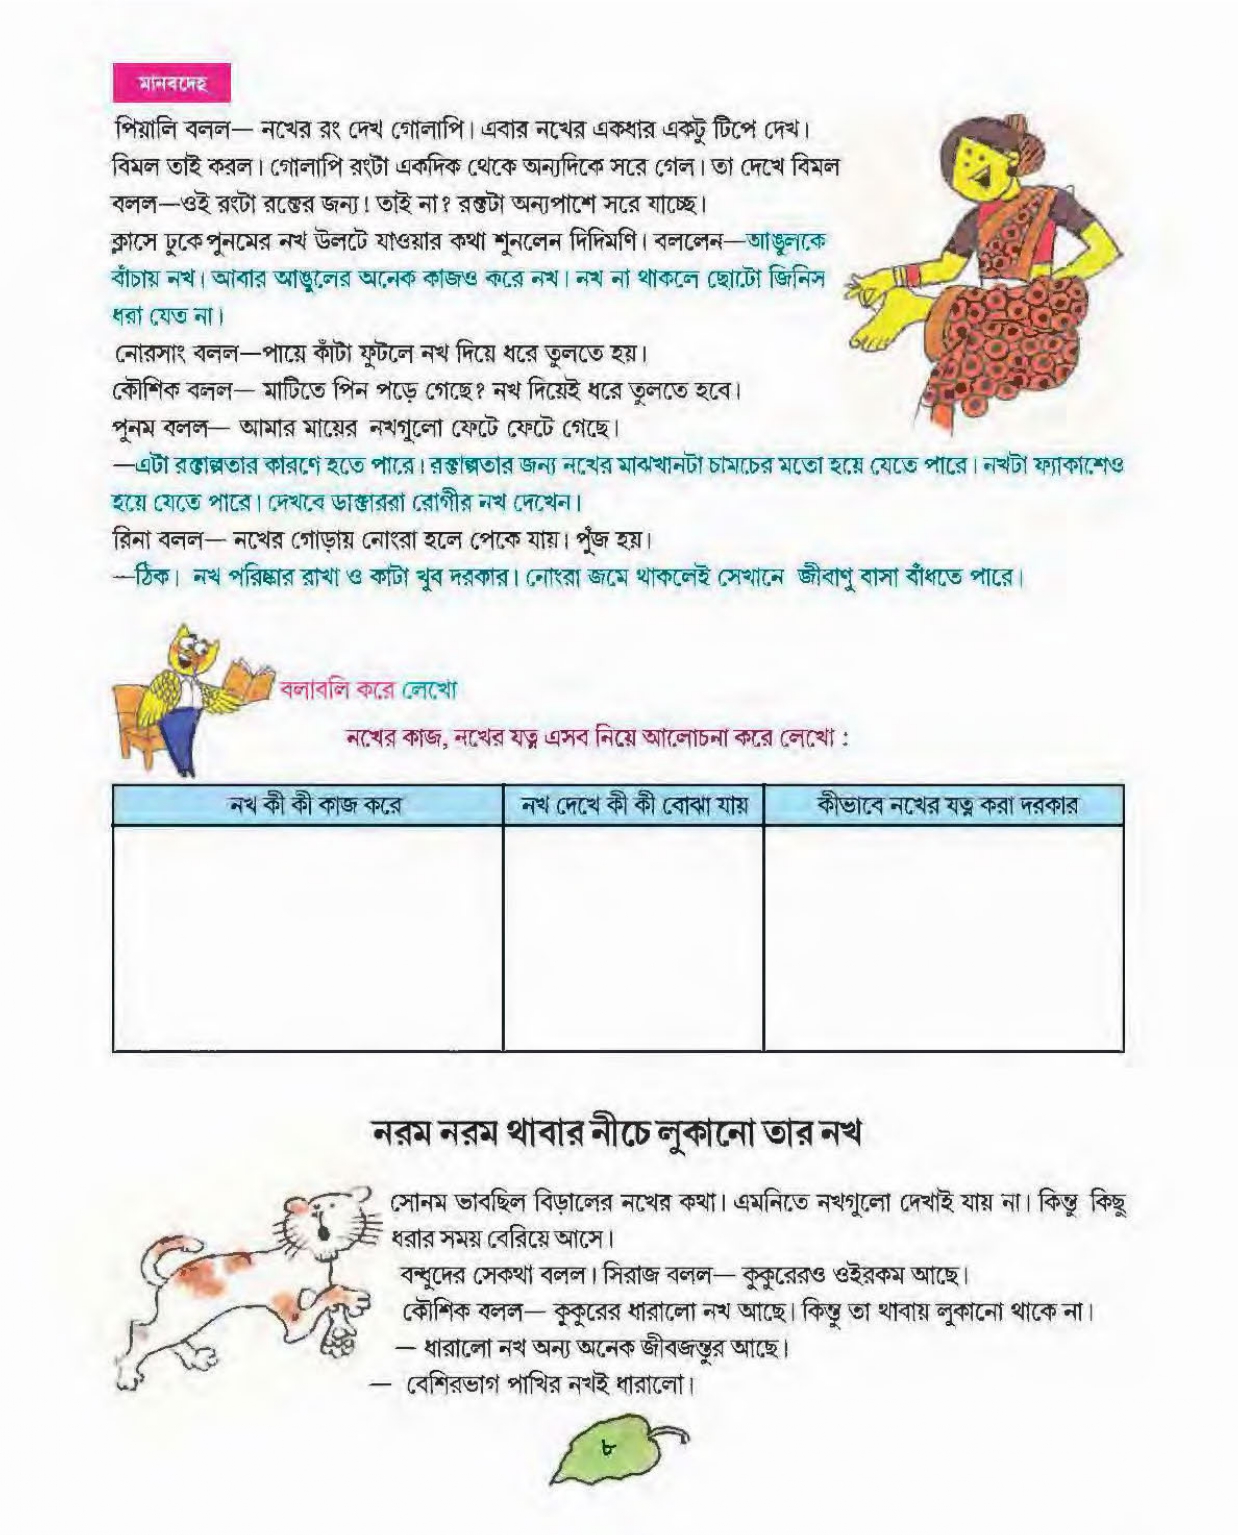 মানবদেহ
পিয়ালি বলল— নখের রং দেখ গোলাপি। এবার নখের একধার একটু টিপে দেখ।
বিমল তাই করল। গোলাপি রংটা একদিক থেকে অন্যদিকে সরে গেল। তা দেখে বিমল
বলল—ওই রংটা রক্তের জন্য! তাই না? রক্তটা অন্যপাশে সরে যাচ্ছে।
ক্লাসে ঢুকে পুনমের নখ উলটে যাওয়ার কথা শুনলেন দিদিমণি। বললেন—আঙুলকে
বাঁচায় নখ। আবার আঙুলের অনেক কাজও করে নখ। নখ না থাকলে ছোটো জিনিস
ধরা যেত না।
নোরসাং বলল—পায়ে কাঁটা ফুটলে নখ দিয়ে ধরে তুলতে হয়।
কৌশিক বলল— মাটিতে পিন পড়ে গেছে? নখ দিয়েই ধরে তুলতে হবে।
পুনম বলল— আমার মায়ের নখগুলো ফেটে ফেটে গেছে।
—এটা রক্তাল্পতার কারণে হতে পারে। রক্তাল্পতার জন্য নখের মাঝখানটা চামচের মতো হয়ে যেতে পারে। নখটা ফ্যাকাশেও
হয়ে যেতে পারে। দেখবে ডাক্তাররা রোগীর নখ দেখেন।
রিনা বলল— নখের গোড়ায় নোংরা হলে পেকে যায়। পুঁজ হয়।
—ঠিক। নখ পরিষ্কার রাখা ও কাটা খুব দরকার। নোংরা জমে থাকলেই সেখানে জীবাণু বাসা বাঁধতে পারে।
বলাবলি করে লেখো
নখের কাজ, নখের যত্ন এসব নিয়ে আলোচনা করে লেখো :
নখ কী কী কাজ করে
নখ দেখে কী কী বোঝা যায়
কীভাবে নখের যত্ন করা দরকার
নরম নরম থাবার নীচে লুকানো তার নখ
সোনম ভাবছিল বিড়ালের নখের কথা। এমনিতে নখগুলো দেখাই যায় না। কিন্তু কিছু
ধরার সময় বেরিয়ে আসে।
বন্ধুদের সেকথা বলল। সিরাজ বলল— কুকুরেরও ওইরকম আছে।
কৌশিক বলল— কুকুরের ধারালো নখ আছে। কিন্তু তা থাবায় লুকানো থাকে না।
— ধারালো নখ অন্য অনেক জীবজন্তুর আছে।
— বেশিরভাগ পাখির নখই ধারালো।
৮